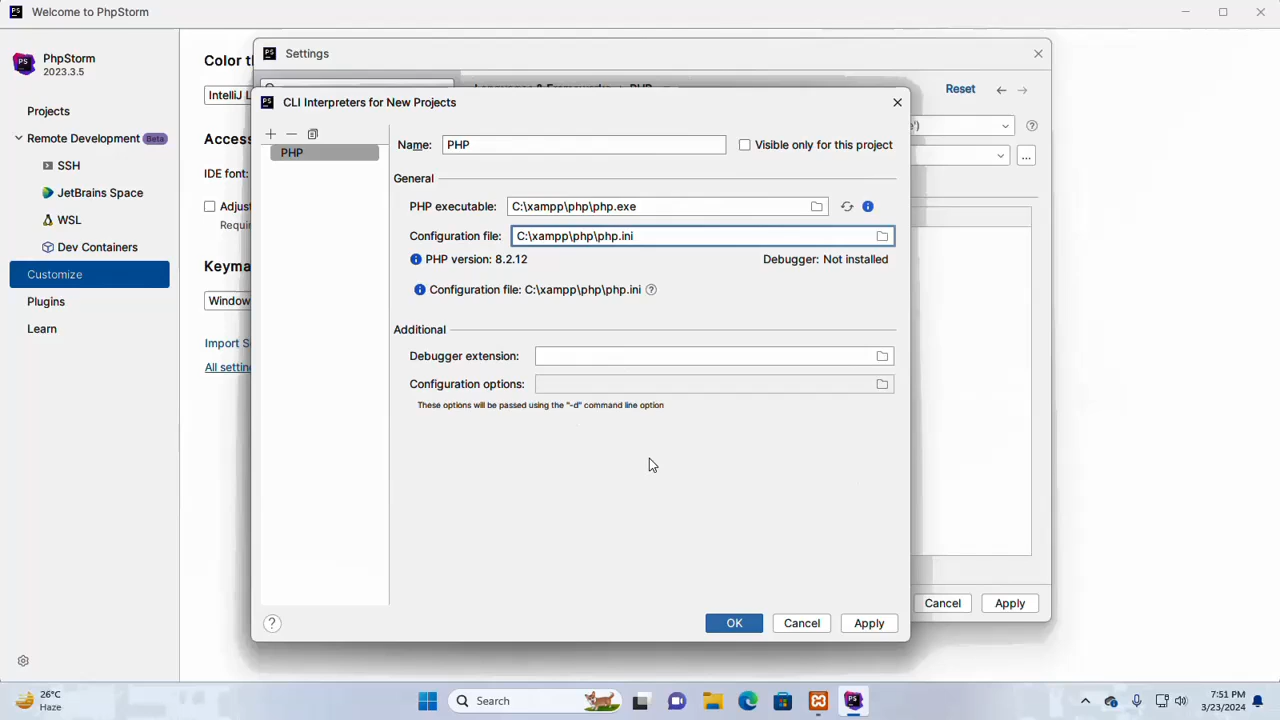 Welcome to PhpStorm
PhpStorm
2023.3.5
Projects
Remote Development Beta
SSH
JetBrains Space
WSL
Dev Containers
Customize
Plugins
Learn
Color t
IntelliJ L
Access
IDE font:
Adjus
Requir
Keyma
Window
Import S
All settin
Settings
Reset
CLI Interpreters for New Projects
PHP
Name: PHP
Visible only for this project
General
PHP executable: C:\xampp\php\php.exe
Configuration file: C:\xampp\php\php.ini
PHP version: 8.2.12
Debugger: Not installed
Configuration file: C:\xampp\php\php.ini
Additional
Debugger extension:
Configuration options:
These options will be passed using the "-d" command line option
OK
Cancel
Apply
Cancel
Apply
26°C
Haze
Search
7:51 PM
3/23/2024